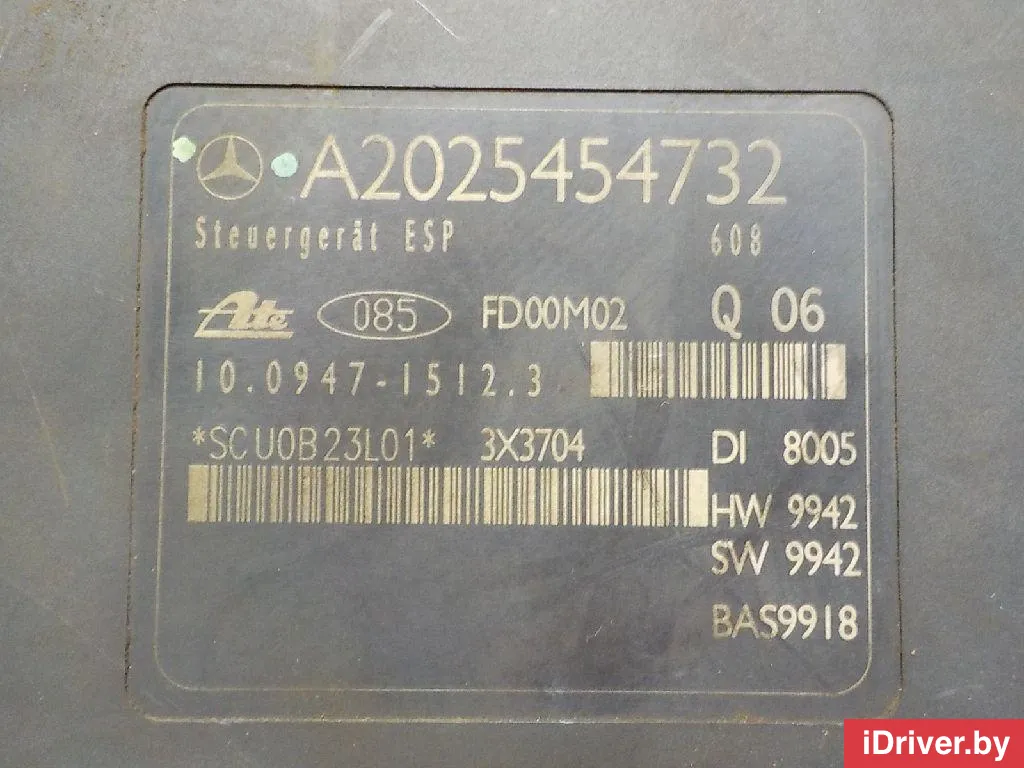 A2025454732
Steuergerät ESP 608
Ate 085 FD00M02 Q 06
10.0947-1512.3
*SCU0B23L01* 3X3704 DI 8005
HW 9942
SW 9942
BAS9918
iDriver.by